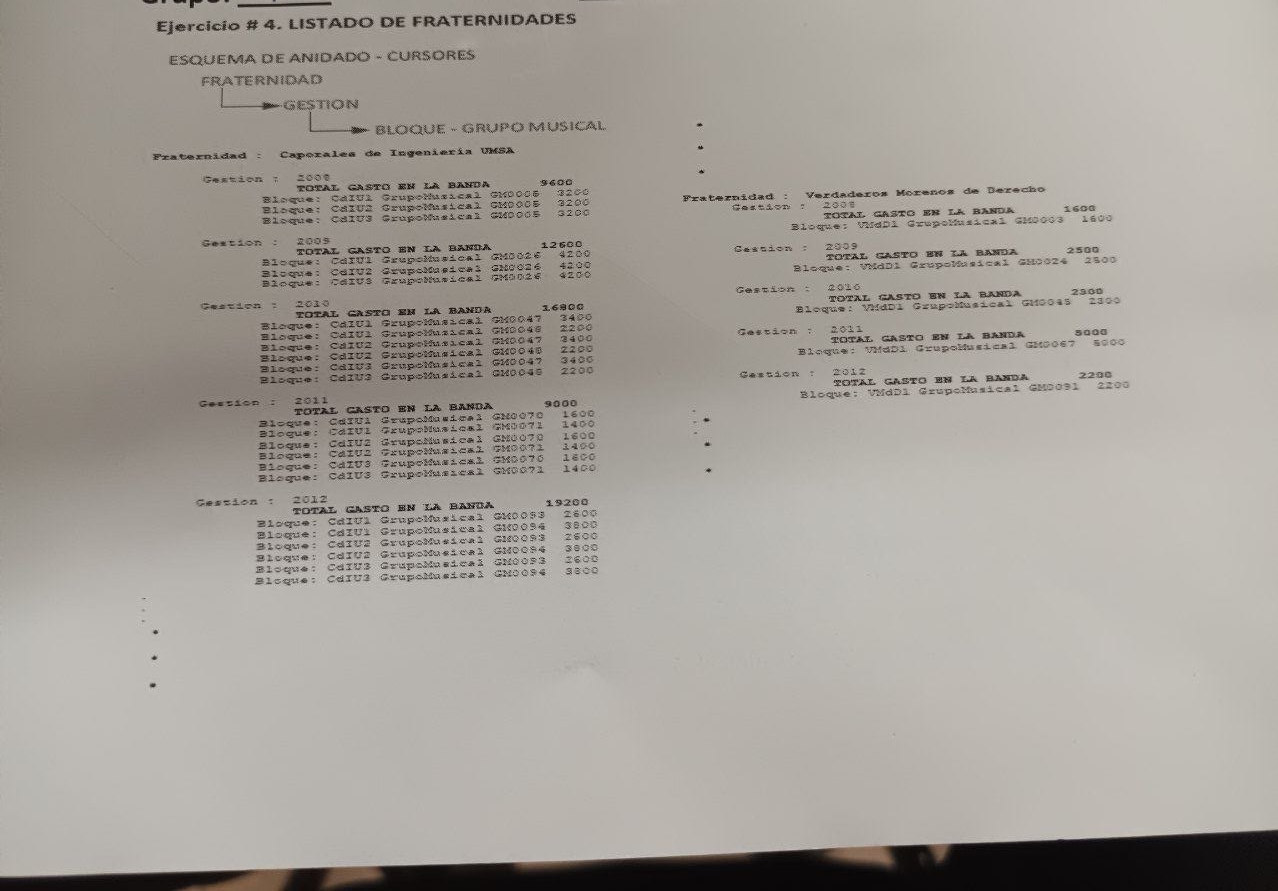 Grupo:
Ejercicio # 4. LISTADO DE FRATERNIDADES
ESQUEMA DE ANIDADO - CURSORES
FRATERNIDAD
GESTION
BLOQUE - GRUPO MUSICAL
Fraternidad : Caporales de Ingenieria UMSA
Gestion : 2008
TOTAL GASTO EN LA BANDA 9600
Bloque: CdIU1 GrupoMusical GM0005 3200
Bloque: CdIU2 GrupoMusical GM0005 3200
Bloque: CdIU3 GrupoMusical GM0005 3200
Gestion : 2009
TOTAL GASTO EN LA BANDA 12600
Bloque: CdIU1 GrupoMusical GM0026 4200
Bloque: CdIU2 GrupoMusical GM0026 4200
Bloque: CdIU3 GrupoMusical GM0026 4200
Gestion : 2010
TOTAL GASTO EN LA BANDA 16800
Bloque: CdIU1 GrupoMusical GM0047 3400
Bloque: CdIU1 GrupoMusical GM0048 2200
Bloque: CdIU2 GrupoMusical GM0047 3400
Bloque: CdIU2 GrupoMusical GM0048 2200
Bloque: CdIU3 GrupoMusical GM0047 3400
Bloque: CdIU3 GrupoMusical GM0048 2200
Gestion : 2011
TOTAL GASTO EN LA BANDA 9000
Bloque: CdIU1 GrupoMusical GM0070 1600
Bloque: CdIU1 GrupoMusical GM0071 1400
Bloque: CdIU2 GrupoMusical GM0070 1600
Bloque: CdIU2 GrupoMusical GM0071 1400
Bloque: CdIU3 GrupoMusical GM0070 1600
Bloque: CdIU3 GrupoMusical GM0071 1400
Gestion : 2012
TOTAL GASTO EN LA BANDA 19200
Bloque: CdIU1 GrupoMusical GM0093 2600
Bloque: CdIU1 GrupoMusical GM0094 3800
Bloque: CdIU2 GrupoMusical GM0093 2600
Bloque: CdIU2 GrupoMusical GM0094 3800
Bloque: CdIU3 GrupoMusical GM0093 2600
Bloque: CdIU3 GrupoMusical GM0094 3800
Fraternidad : Verdaderos Morenos de Derecho
Gestion : 2008
TOTAL GASTO EN LA BANDA 1600
Bloque: VMdD1 GrupoMusical GM0003 1600
Gestion : 2009
TOTAL GASTO EN LA BANDA 2500
Bloque: VMdD1 GrupoMusical GM0024 2500
Gestion : 2010
TOTAL GASTO EN LA BANDA 2300
Bloque: VMdD1 GrupoMusical GM0045 2300
Gestion : 2011
TOTAL GASTO EN LA BANDA 5000
Bloque: VMdD1 GrupoMusical GM0067 5000
Gestion : 2012
TOTAL GASTO EN LA BANDA 2200
Bloque: VMdD1 GrupoMusical GM0091 2200